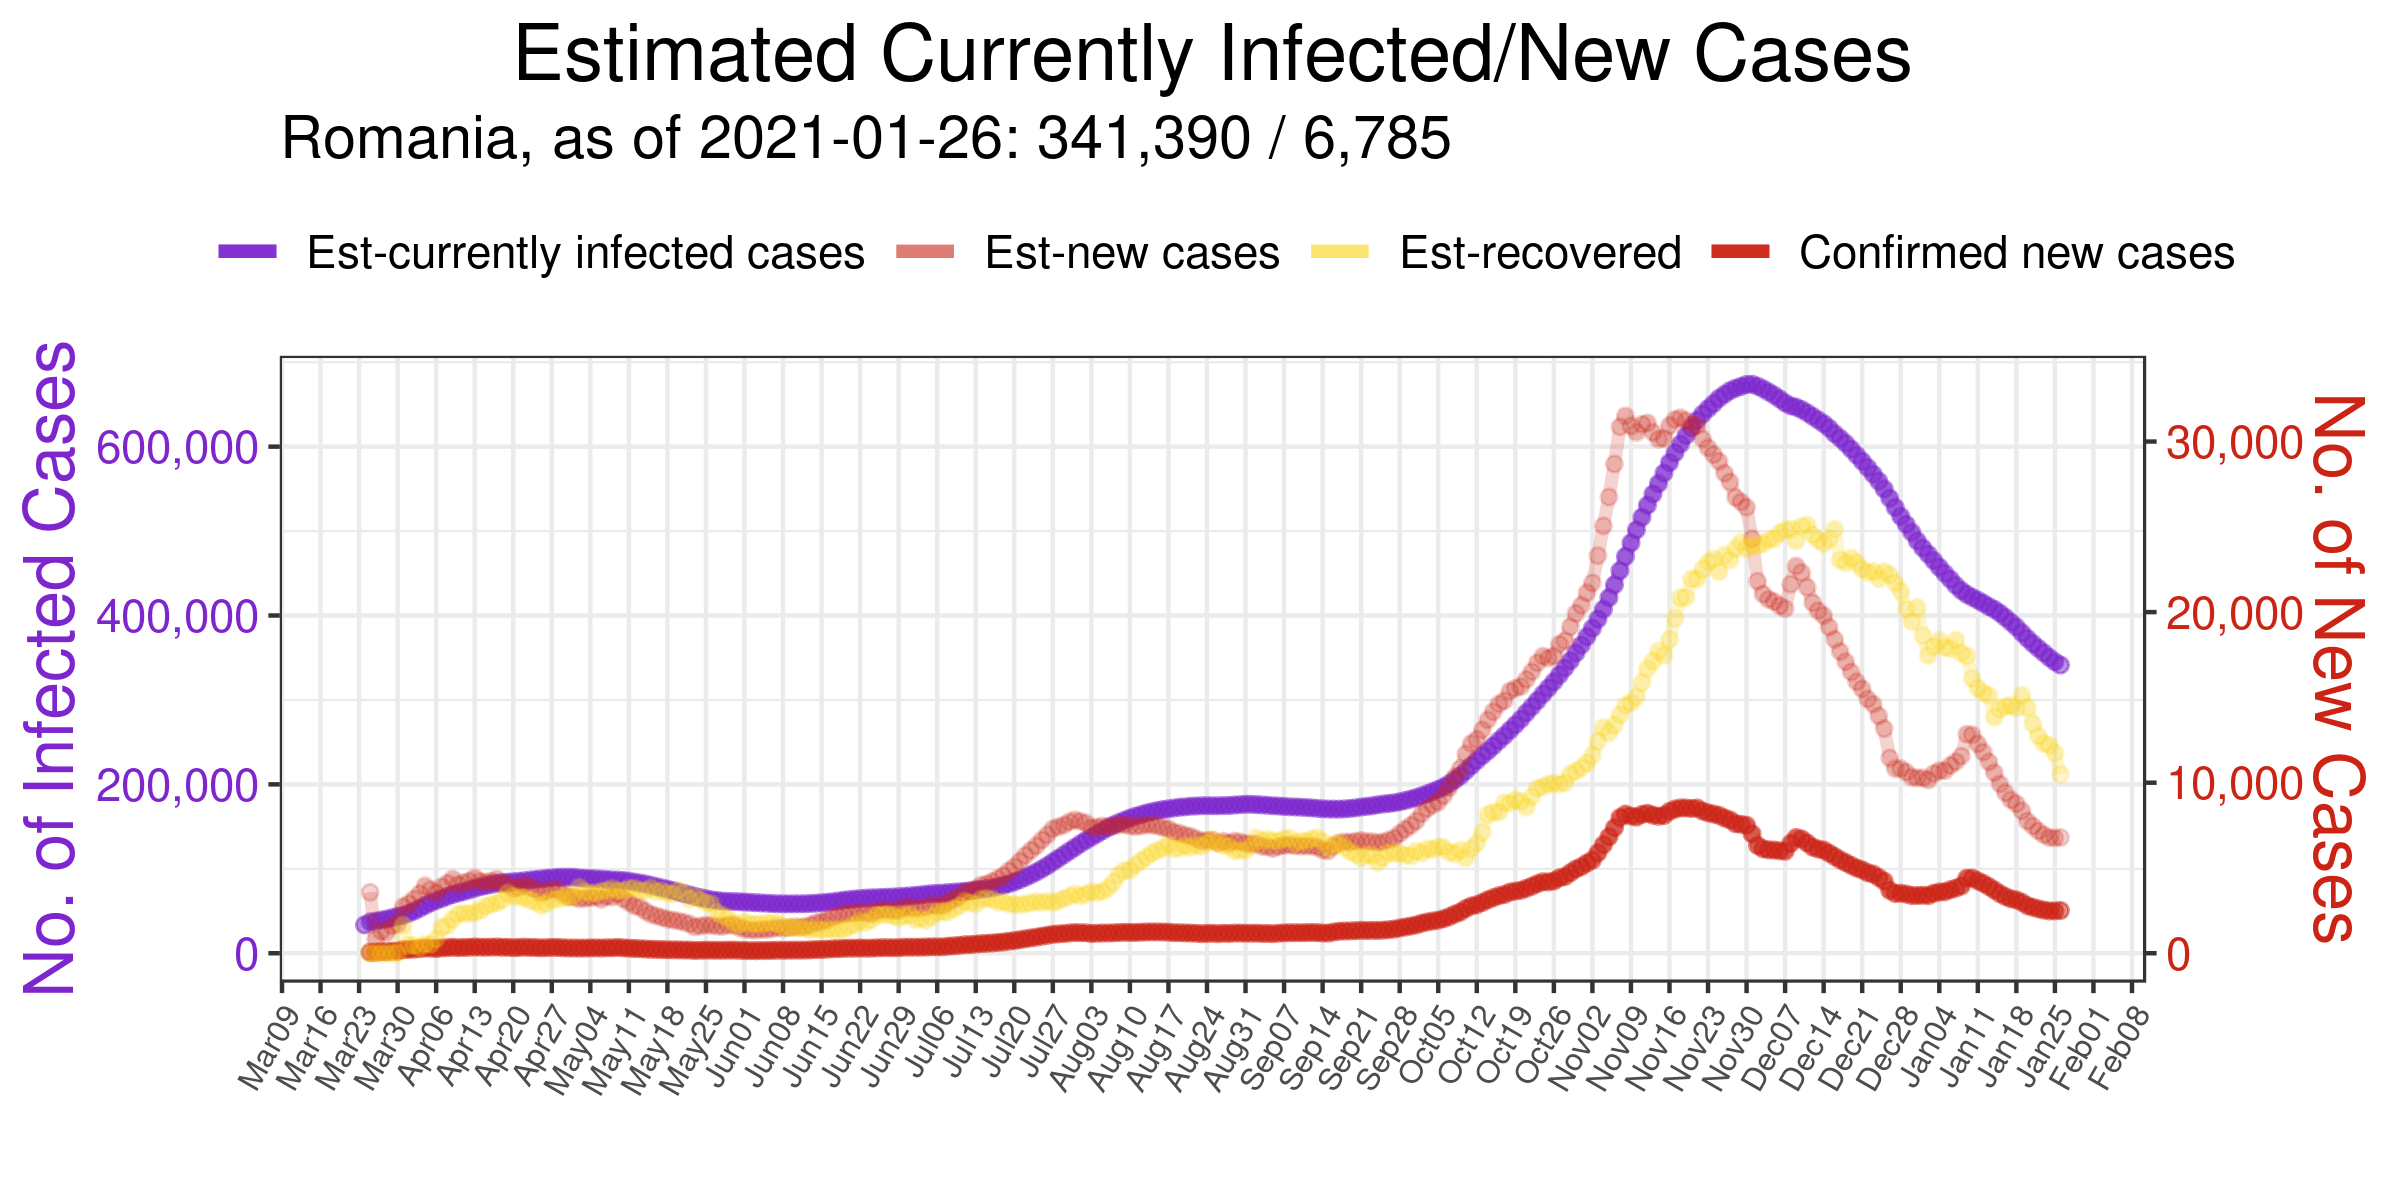 Estimated Currently Infected/New Cases
Romania, as of 2021-01-26: 341,390 / 6,785
Est-currently infected cases Est-new cases Est-recovered Confirmed new cases
No. of Infected Cases
600,000
400,000
200,000
0
30,000
20,000
10,000
0
No. of New Cases
Mar09 Mar16 Mar23 Mar30 Apr06 Apr13 Apr20 Apr27 May04 May11 May18 May25 Jun01 Jun08 Jun15 Jun22 Jun29 Jul06 Jul13 Jul20 Jul27 Aug03 Aug10 Aug17 Aug24 Aug31 Sep07 Sep14 Sep21 Sep28 Oct05 Oct12 Oct19 Oct26 Nov02 Nov09 Nov16 Nov23 Nov30 Dec07 Dec14 Dec21 Dec28 Jan04 Jan11 Jan18 Jan25 Feb01 Feb08